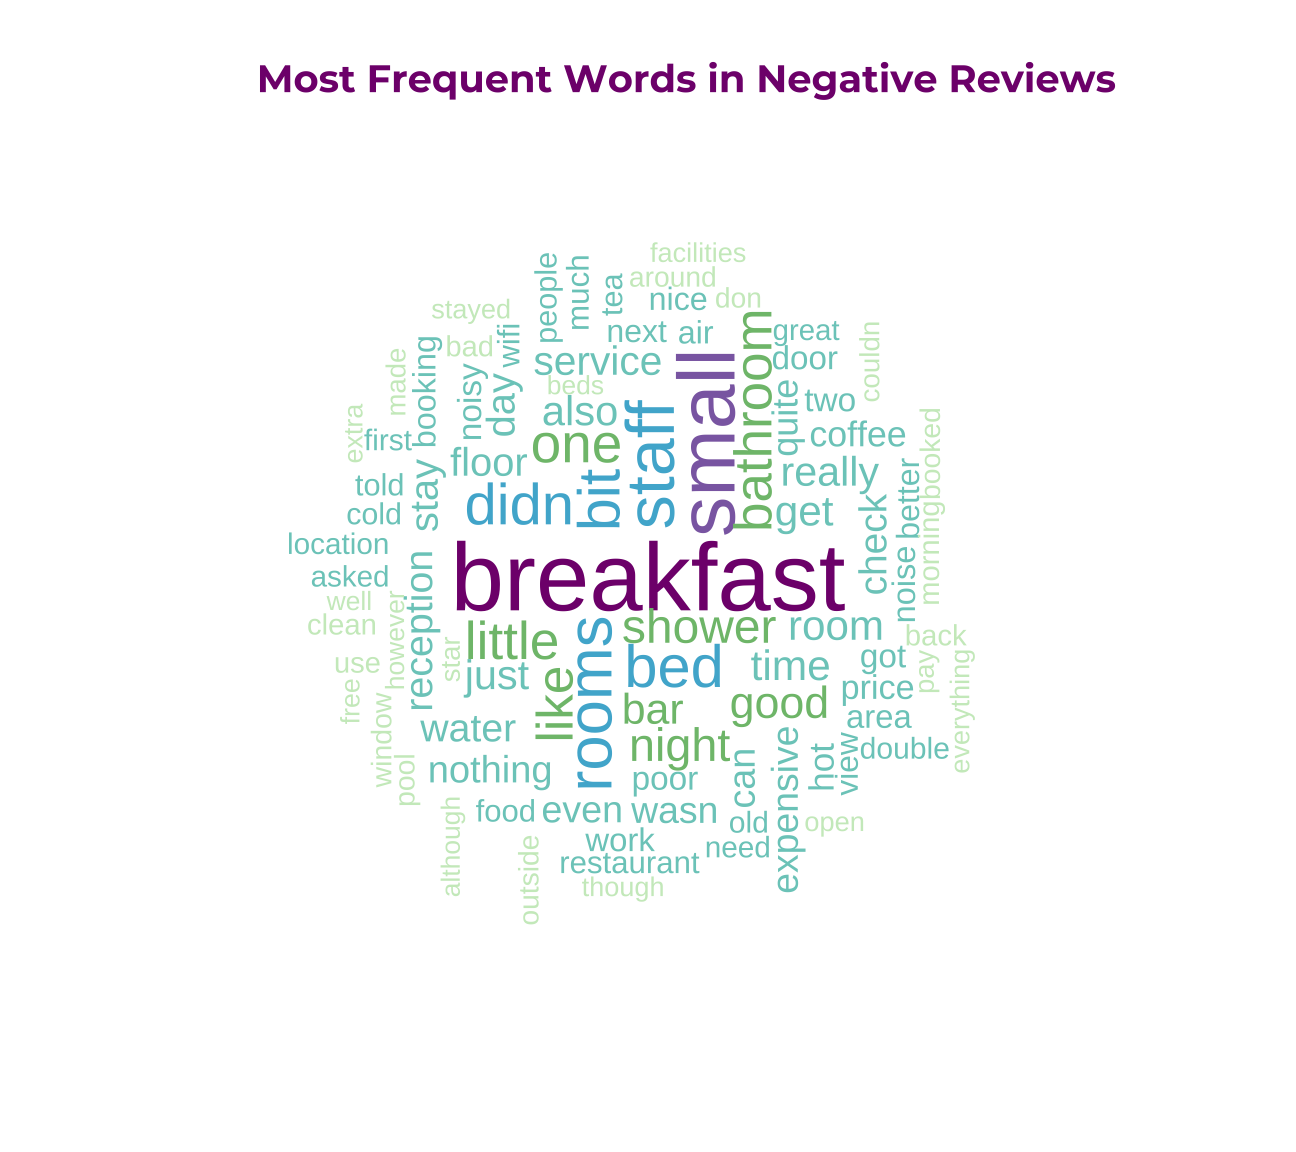 Most Frequent Words in Negative Reviews
facilities
around
people
much
tea
nice
don
stayed
next
air
great
bad
wifi
service
door
couldn
made
booking
noisy
day
beds
small
bathroom
quite
two
extra
first
also
staff
coffee
booked
one
floor
really
told
stay
didn
bit
get
better
cold
check
morning
location
breakfast
noise
asked
well
clean
however
reception
little
shower
room
back
use
star
just
rooms
bed
time
got
pay
everything
free
like
price
window
water
bar
good
area
night
double
pool
nothing
poor
can
expensive
hot
view
food
even
wasn
old
open
although
work
need
outside
restaurant
though